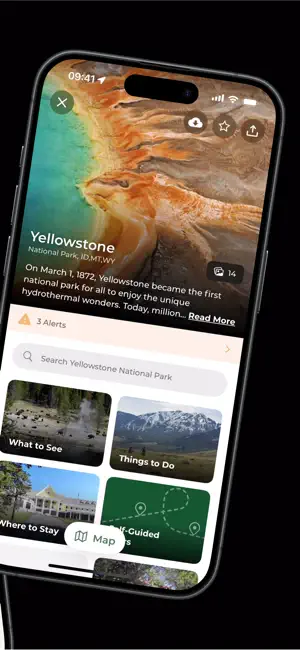 09:41
Yellowstone
National Park, ID,MT,WY
14
On March 1, 1872, Yellowstone became the first
national park for all to enjoy the unique
hydrothermal wonders. Today, million... Read More
3 Alerts
Search Yellowstone National Park
What to See
Things to Do
Where to Stay
lf-Guided
rs
Map